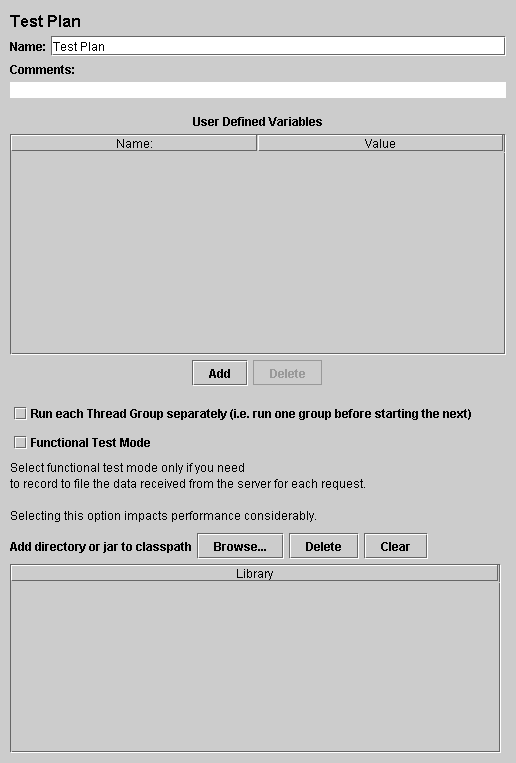 Test Plan
Name: Test Plan
Comments:
User Defined Variables
Name: Value
Add Delete
Run each Thread Group separately (i.e. run one group before starting the next)
Functional Test Mode
Select functional test mode only if you need
to record to file the data received from the server for each request.
Selecting this option impacts performance considerably.
Add directory or jar to classpath Browse... Delete Clear
Library